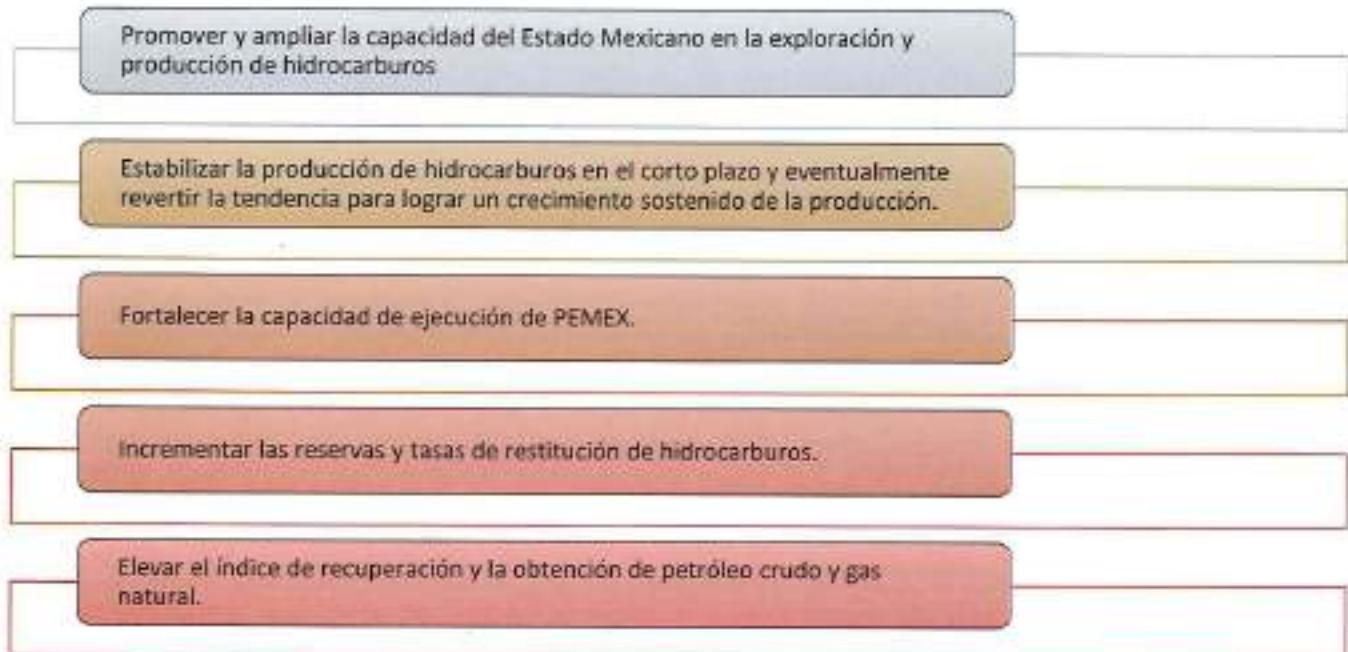 Promover y ampliar la capacidad del Estado Mexicano en la exploración y
producción de hidrocarburos
Estabilizar la producción de hidrocarburos en el corto plazo y eventualmente
revertir la tendencia para lograr un crecimiento sostenido de la producción.
Fortalecer la capacidad de ejecución de PEMEX.
Incrementar las reservas y tasas de restitución de hidrocarburos.
Elevar el índice de recuperación y la obtención de petróleo crudo y gas
natural.